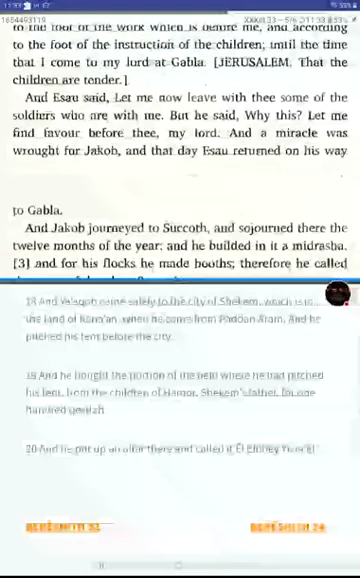 to the foot of the work which is before me, and according
to the foot of the instruction of the children; until the time
that I come to my lord at Gabla. [JERUSALEM. That the
children are tender.]
And Esau said, Let me now leave with thee some of the
soldiers who are with me. But he said, Why this? Let me
find favour before thee, my lord. And a miracle was
wrought for Jakob, and that day Esau returned on his way
to Gabla.
And Jakob journeyed to Succoth, and sojourned there the
twelve months of the year; and he builded in it a midrasha.
[3] and for his flocks he made booths; therefore he called
18 And Ya'aqob came safely to the city of Shekem, which is in
the land of Kena'an, when he came from Paddan Aram. And he
pitched his tent before the city.
19 And he bought the portion of the field where he had pitched
his tent, from the children of Hamor, Shekem's father, for one
hundred qesitah.
20 And he put up an altar there and called it Ěl Elohey Yisra'ěl